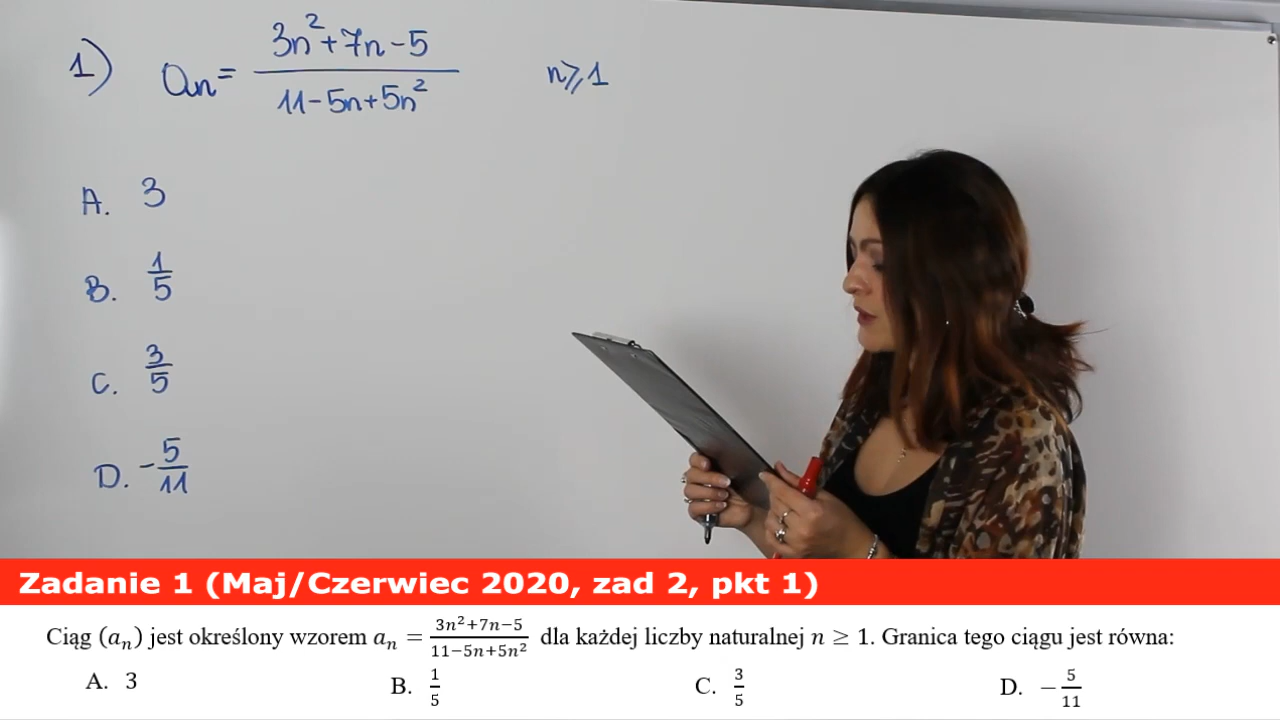 1) an = (3n²+7n-5)/(11-5n+5n²) n⩾1
A. 3
B. 1/5
C. 3/5
D. -5/11
Zadanie 1 (Maj/Czerwiec 2020, zad 2, pkt 1)
Ciąg (aₙ) jest określony wzorem aₙ = (3n²+7n−5)/(11−5n+5n²) dla każdej liczby naturalnej n ≥ 1. Granica tego ciągu jest równa:
A. 3 B. 1/5 C. 3/5 D. −5/11